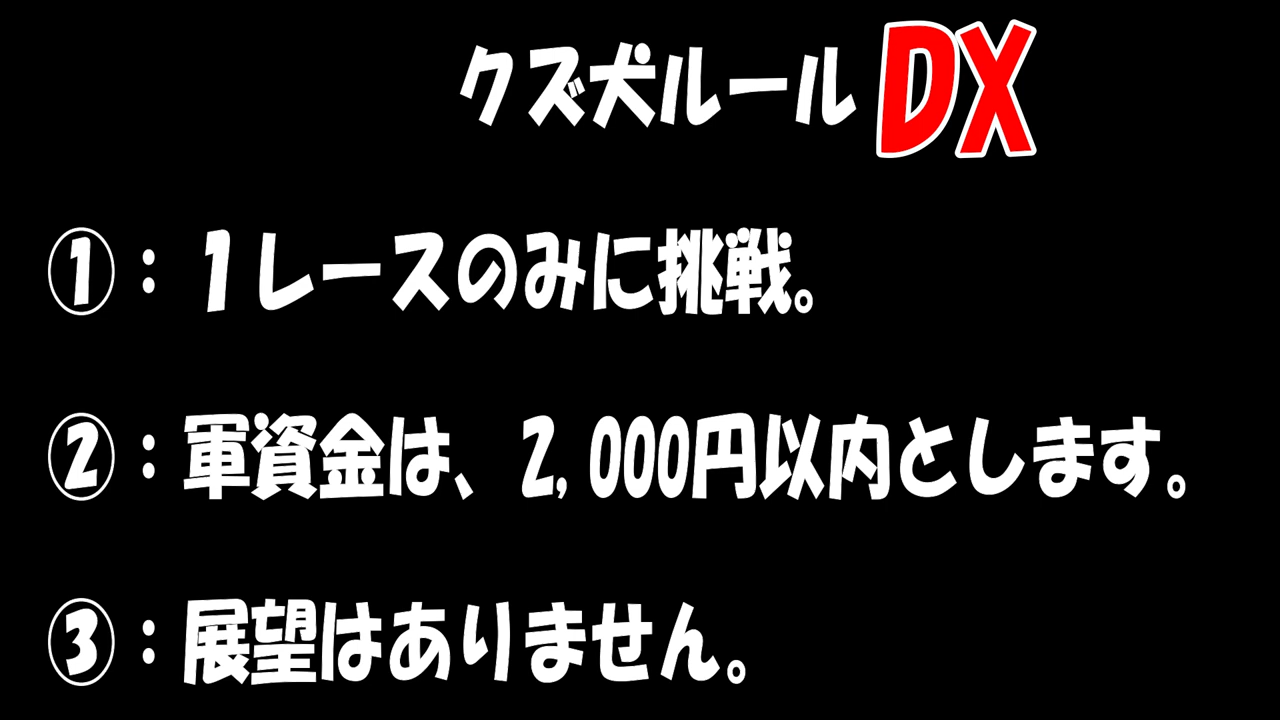 クズ犬ルールDX
①：１レースのみに挑戦。
②：軍資金は、2,000円以内とします。
③：展望はありません。